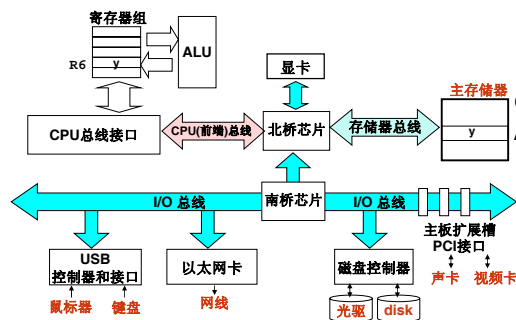 寄存器组
R6
y
ALU
显卡
主存储器
CPU总线接口
CPU(前端)总线
北桥芯片
存储器总线
y
I/O 总线
南桥芯片
I/O 总线
USB
控制器和接口
以太网卡
磁盘控制器
主板扩展槽
PCI接口
鼠标器
键盘
网线
光驱
disk
声卡
视频卡